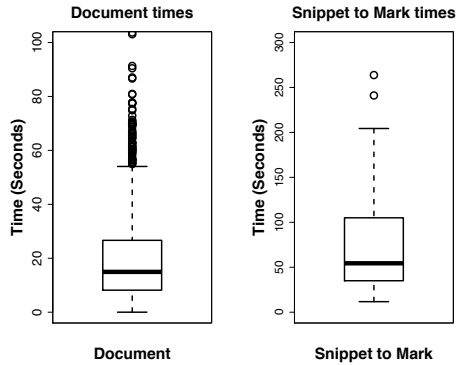 Document times
Time (Seconds)
100
80
60
40
20
0
Document
Snippet to Mark times
Time (Seconds)
300
250
200
150
100
50
0
Snippet to Mark